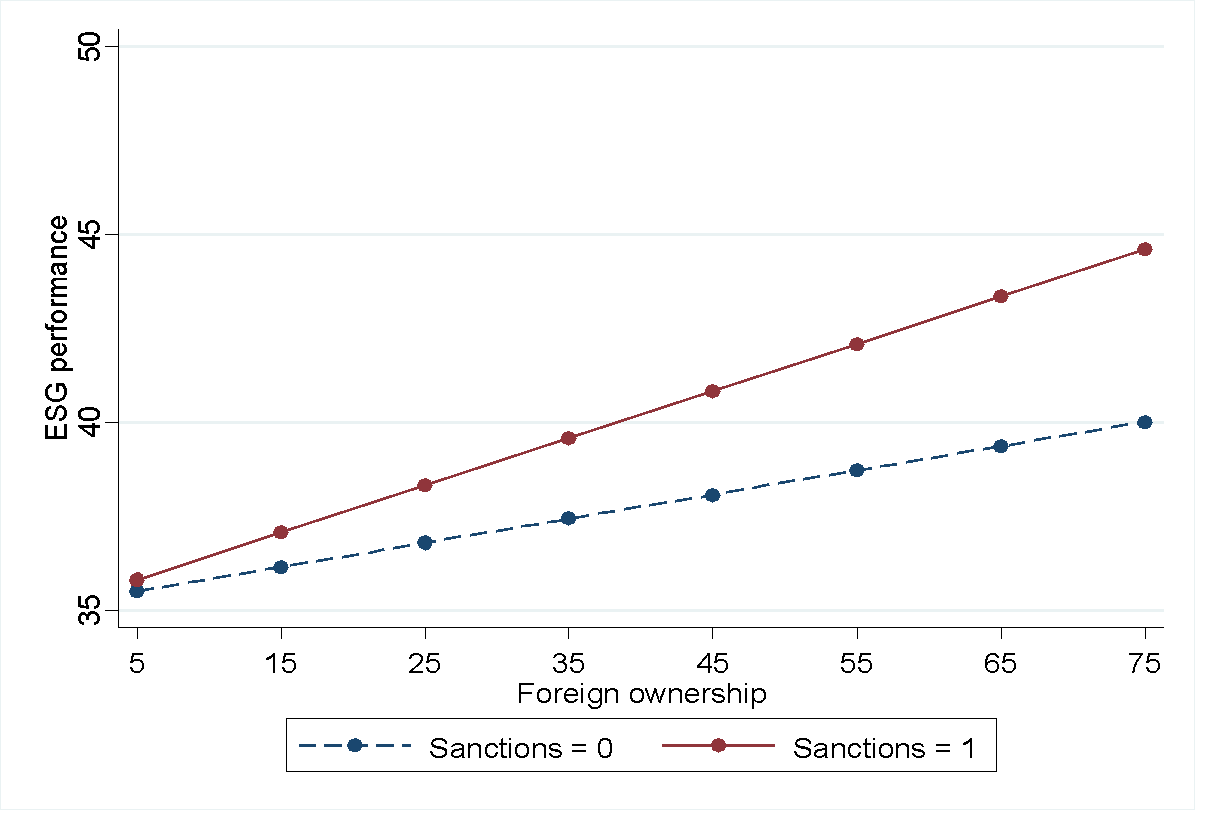 50
45
40
35
ESG performance
5 15 25 35 45 55 65 75
Foreign ownership
Sanctions = 0 Sanctions = 1